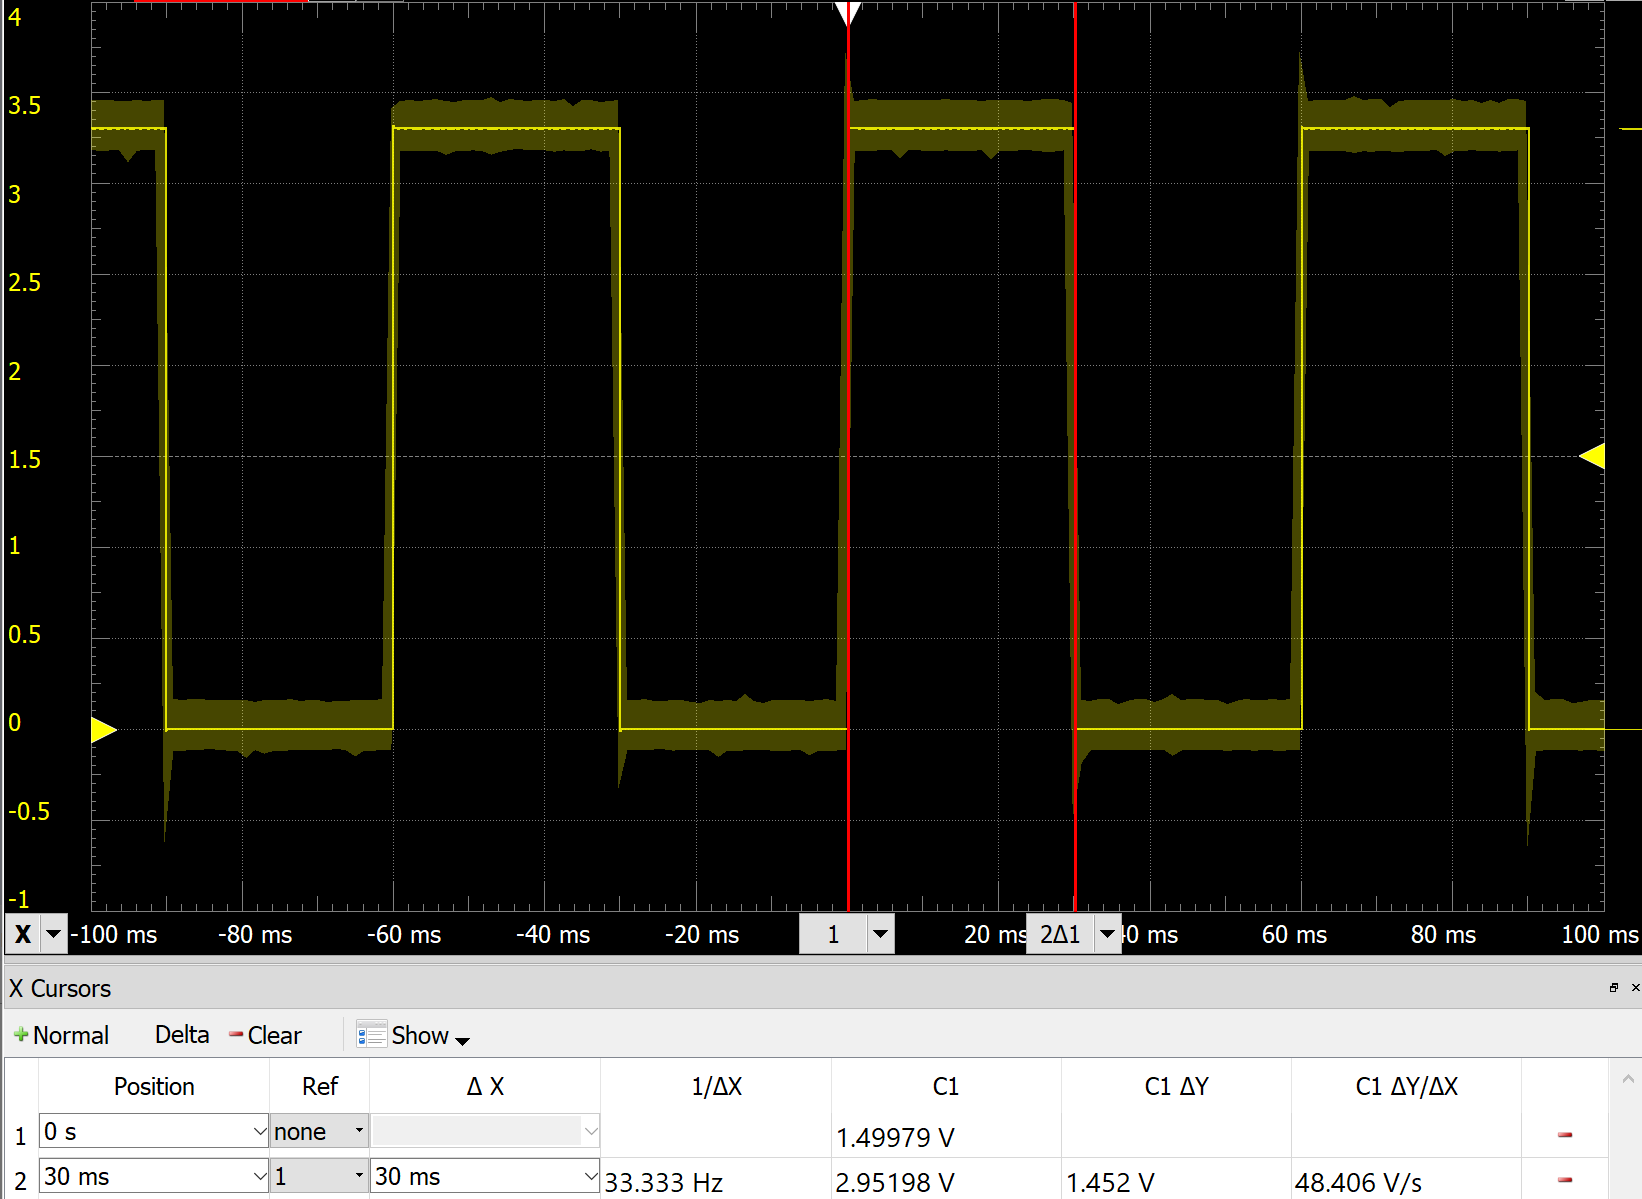 4
3.5
3
2.5
2
1.5
1
0.5
0
-0.5
-1
X -100 ms -80 ms -60 ms -40 ms -20 ms 1 20 ms 2Δ1 40 ms 60 ms 80 ms 100 ms
X Cursors
Normal Delta Clear Show
Position Ref Δ X 1/ΔX C1 C1 ΔY C1 ΔY/ΔX
1 0 s none 1.49979 V
2 30 ms 1 30 ms 33.333 Hz 2.95198 V 1.452 V 48.406 V/s